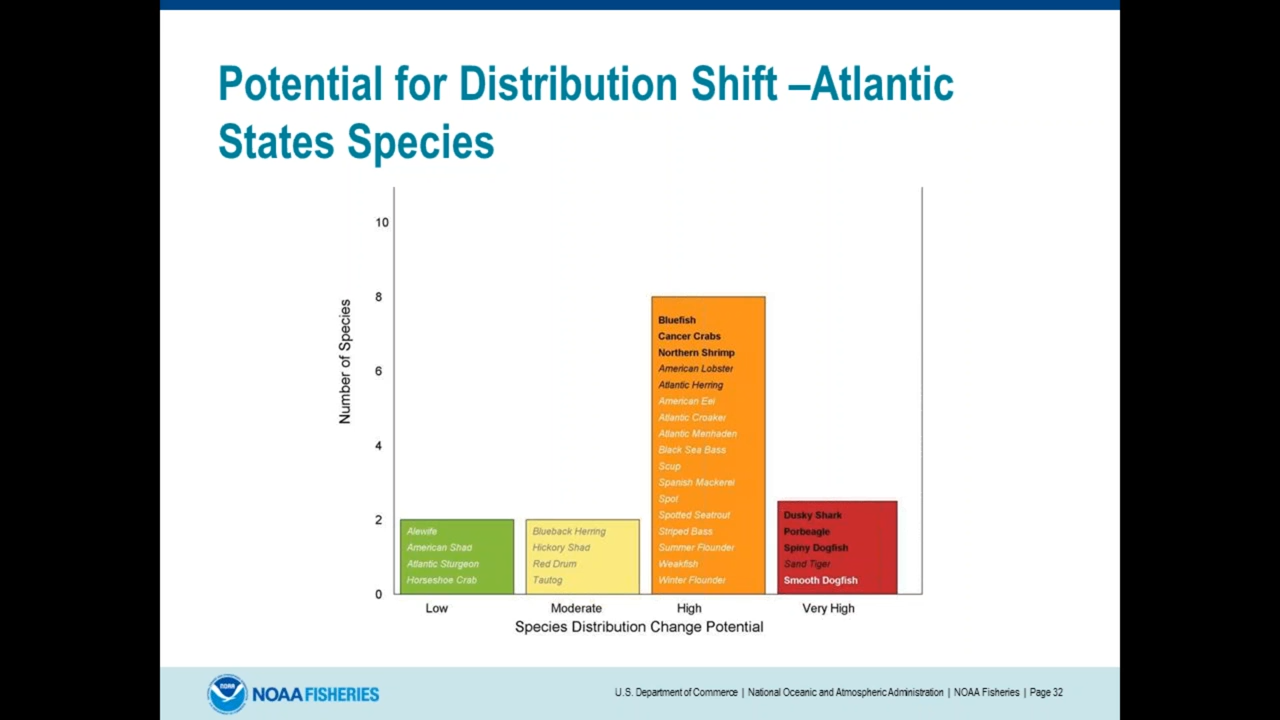 Potential for Distribution Shift –Atlantic
States Species
10
8
6
4
2
0
Number of Species
Alewife
American Shad
Atlantic Sturgeon
Horseshoe Crab
Blueback Herring
Hickory Shad
Red Drum
Tautog
Bluefish
Cancer Crabs
Northern Shrimp
American Lobster
Atlantic Herring
American Eel
Atlantic Croaker
Atlantic Menhaden
Black Sea Bass
Scup
Spanish Mackerel
Spot
Spotted Seatrout
Striped Bass
Summer Flounder
Weakfish
Winter Flounder
Dusky Shark
Porbeagle
Spiny Dogfish
Sand Tiger
Smooth Dogfish
Low
Moderate
High
Very High
Species Distribution Change Potential
NOAA
NOAA FISHERIES
U.S. Department of Commerce | National Oceanic and Atmospheric Administration | NOAA Fisheries | Page 32